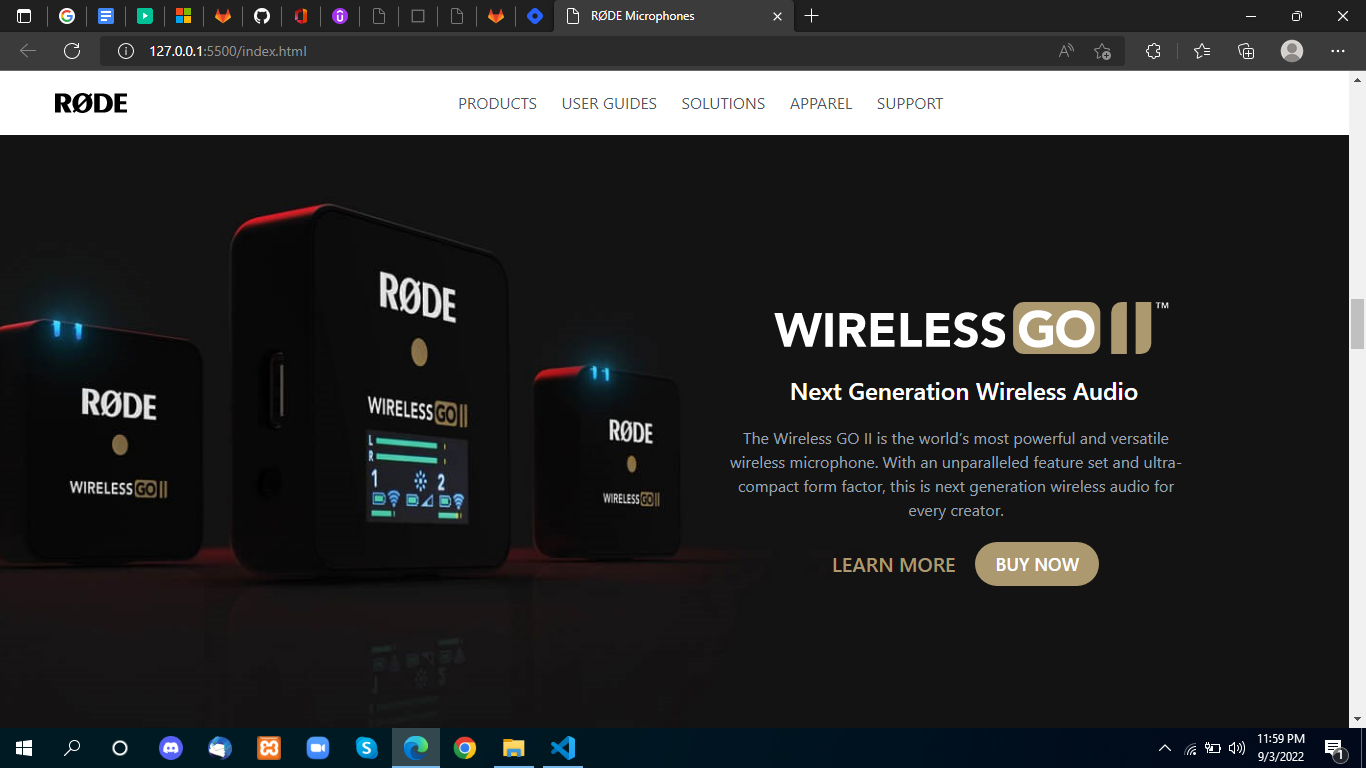 RØDE Microphones
127.0.0.1:5500/index.html
RØDE
PRODUCTS USER GUIDES SOLUTIONS APPAREL SUPPORT
RØDE
WIRELESS GO II
L
R
1 2
RØDE
WIRELESS GO II
RØDE
WIRELESS GO II
WIRELESS GO II™
Next Generation Wireless Audio
The Wireless GO II is the world’s most powerful and versatile
wireless microphone. With an unparalleled feature set and ultra-
compact form factor, this is next generation wireless audio for
every creator.
LEARN MORE BUY NOW
11:59 PM
9/3/2022
1